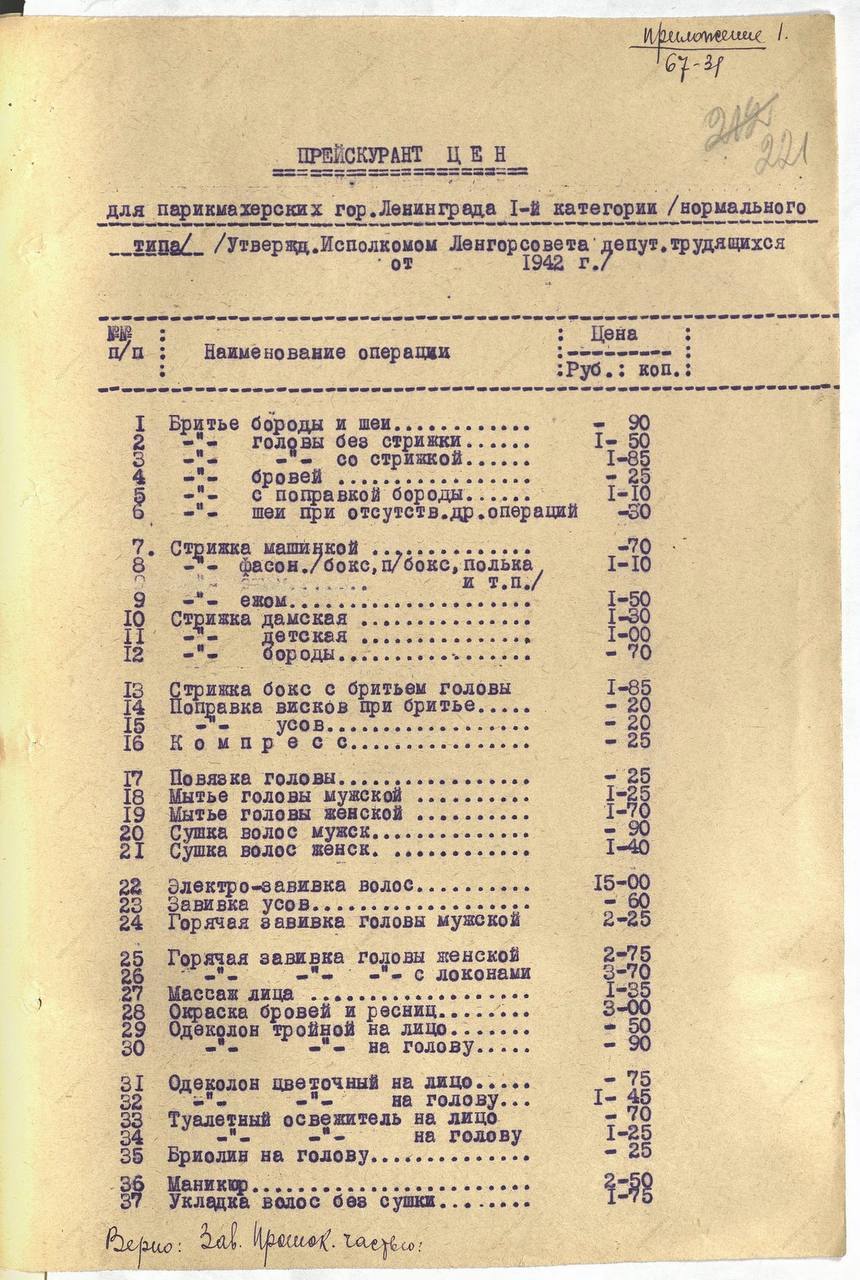 Приложение 1.
67-31
212
221
ПРЕЙСКУРАНТ ЦЕН
для парикмахерских гор.Ленинграда I-й категории /нормального
типа/ /Утвержд.Исполкомом Ленгорсовета депут.трудящихся
от 1942 г./
№№ п/п : Наименование операции : Цена :
Руб.: коп.:
I Бритье бороды и шеи............ - 90
2 -"- головы без стрижки...... I- 50
3 -"- -"- со стрижкой...... I-85
4 -"- бровей ................. - 25
5 -"- с поправкой бороды...... I-I0
6 -"- шеи при отсутств.др.операций -30
7. Стрижка машинкой .............. -70
8 -"- фасон./бокс,п/бокс,полька I-I0
и т.п./
9 -"- ежом..................... I-50
I0 Стрижка дамская ............... I-30
II -"- детская ............... I-00
I2 -"- бороды................. - 70
I3 Стрижка бокс с бритьем головы I-85
I4 Поправка висков при бритье..... - 20
I5 -"- усов.................. - 20
I6 К о м п р е с с................ - 25
I7 Повязка головы................. - 25
I8 Мытье головы мужской .......... I-25
I9 Мытье головы женской .......... I-70
20 Сушка волос мужск.............. - 90
2I Сушка волос женск. ............ I-40
22 Электро-завивка волос.......... I5-00
23 Завивка усов................... - 60
24 Горячая завивка головы мужской 2-25
25 Горячая завивка головы женской 2-75
26 -"- -"- -"- с локонами 3-70
27 Массаж лица ................... I-35
28 Окраска бровей и ресниц........ 3-00
29 Одеколон тройной на лицо....... - 50
30 -"- -"- на голову..... - 90
3I Одеколон цветочный на лицо..... - 75
32 -"- -"- на голову... I- 45
33 Туалетный освежитель на лицо - 70
34 -"- -"- на голову I-25
35 Бриолин на голову.............. - 25
36 Маникюр........................ 2-50
37 Укладка волос без сушки........ I-75
Верно: Зав. Проток. частью: